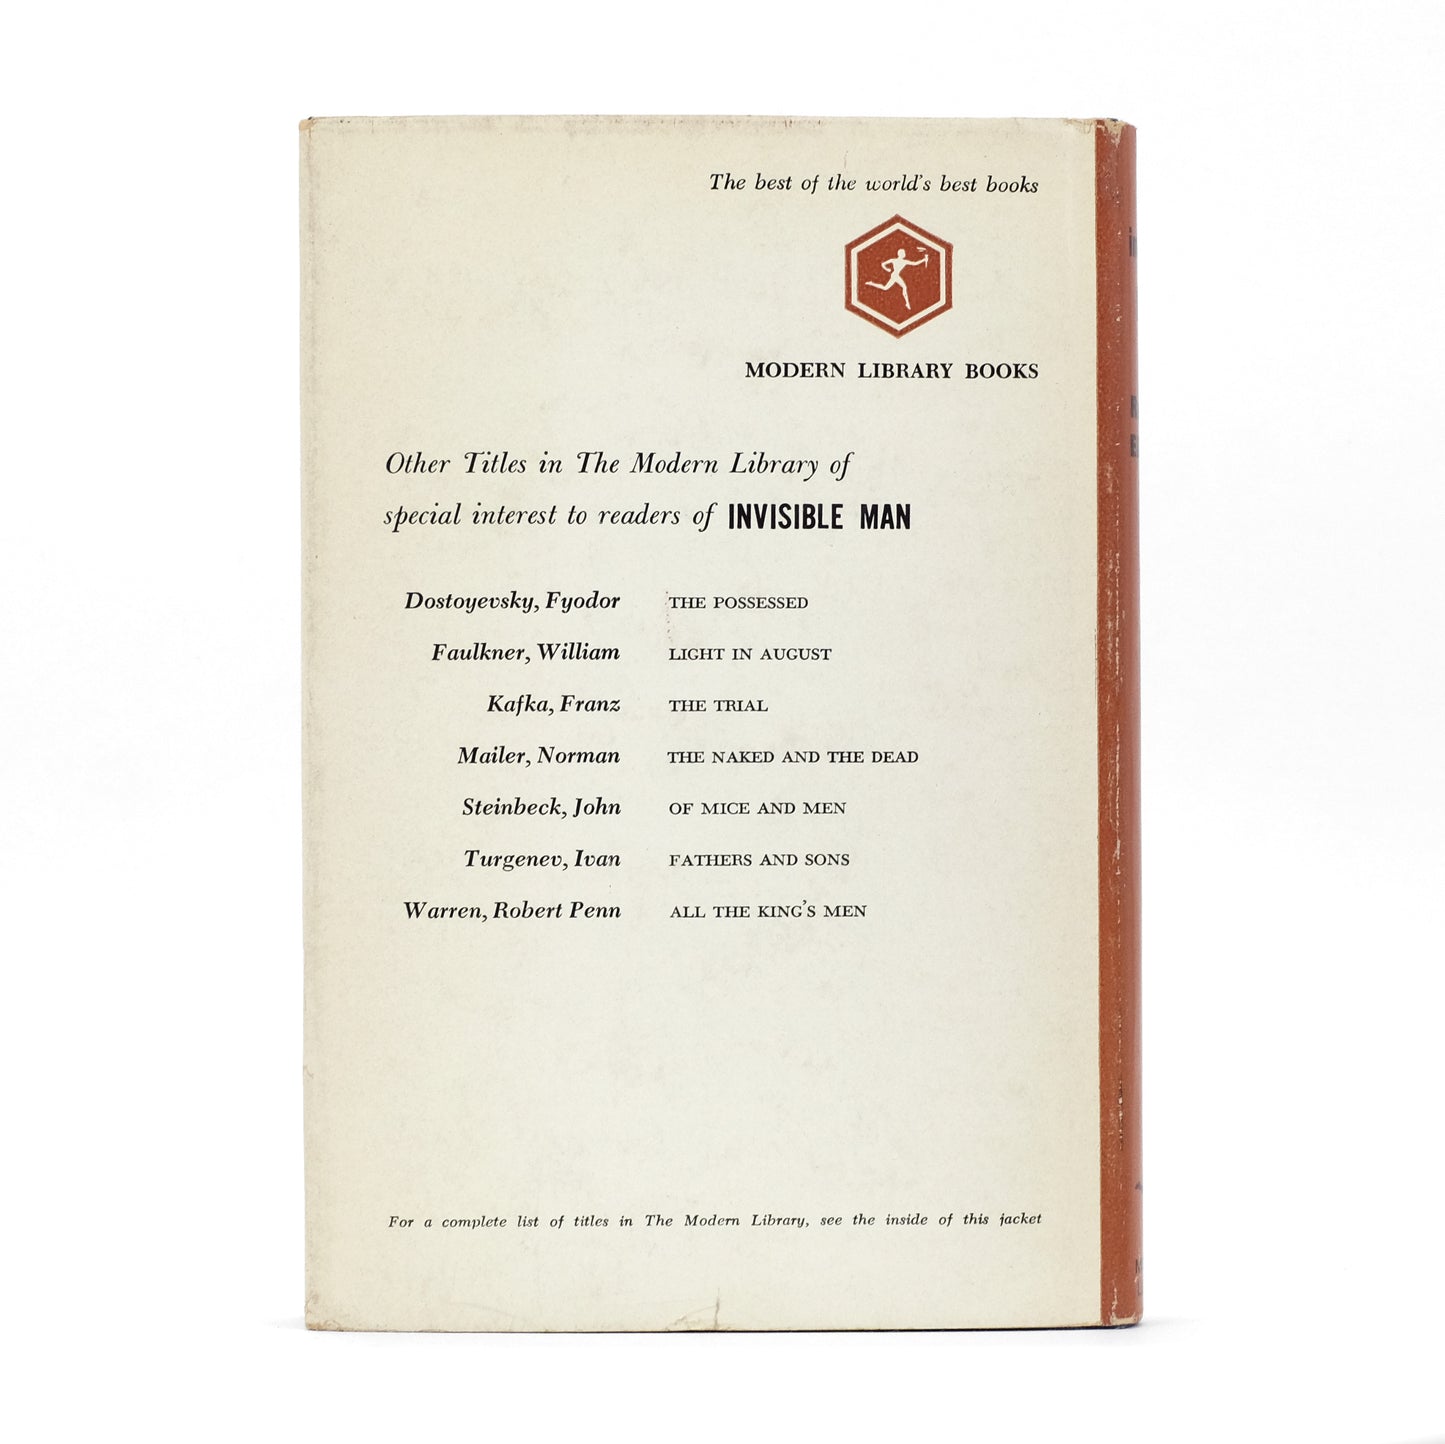 The best of the world's best books
MODERN LIBRARY BOOKS
Other Titles in The Modern Library of
special interest to readers of INVISIBLE MAN
Dostoyevsky, Fyodor THE POSSESSED
Faulkner, William LIGHT IN AUGUST
Kafka, Franz THE TRIAL
Mailer, Norman THE NAKED AND THE DEAD
Steinbeck, John OF MICE AND MEN
Turgenev, Ivan FATHERS AND SONS
Warren, Robert Penn ALL THE KING'S MEN
For a complete list of titles in The Modern Library, see the inside of this jacket